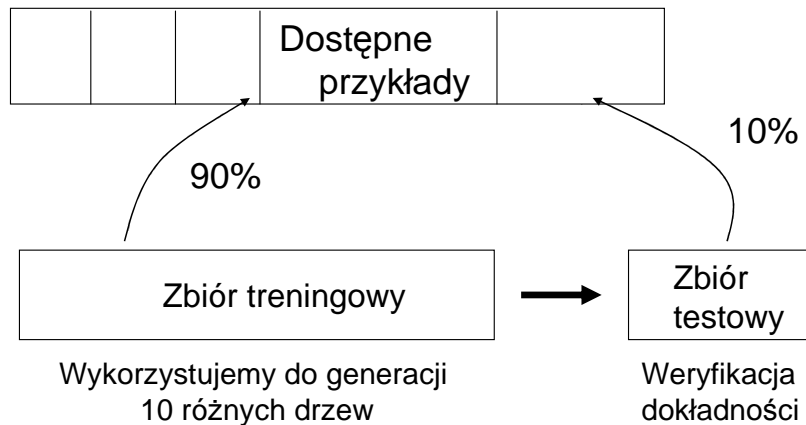 Dostępne
przykłady
90%
10%
Zbiór treningowy
Zbiór
testowy
Wykorzystujemy do generacji
10 różnych drzew
Weryfikacja
dokładności